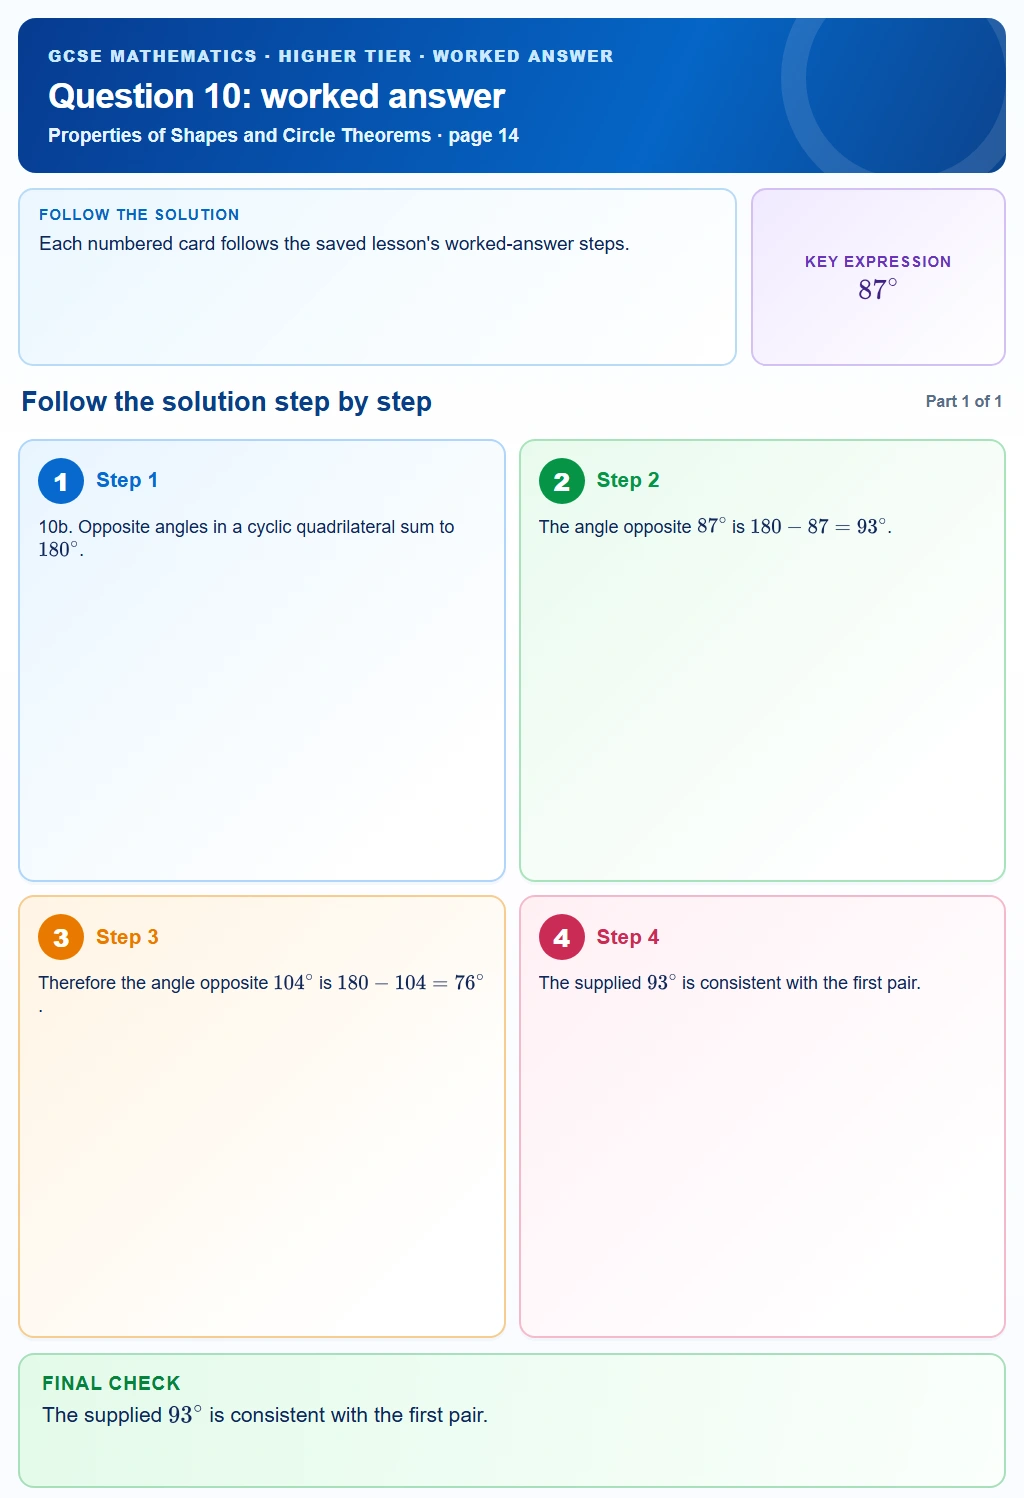 GCSE MATHEMATICS · HIGHER TIER · WORKED ANSWER
Question 10: worked answer
Properties of Shapes and Circle Theorems · page 14
FOLLOW THE SOLUTION
Each numbered card follows the saved lesson's worked-answer steps.
KEY EXPRESSION
87°
Follow the solution step by step
Part 1 of 1
1 Step 1
10b. Opposite angles in a cyclic quadrilateral sum to
180°.
2 Step 2
The angle opposite 87° is 180 − 87 = 93°.
3 Step 3
Therefore the angle opposite 104° is 180 − 104 = 76°
.
4 Step 4
The supplied 93° is consistent with the first pair.
FINAL CHECK
The supplied 93° is consistent with the first pair.